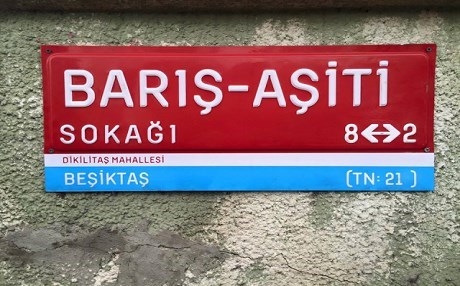 BARIŞ-AŞİTİ
SOKAĞI 8↔2
DİKİLİTAŞ MAHALLESİ
BEŞİKTAŞ (TN: 21 )